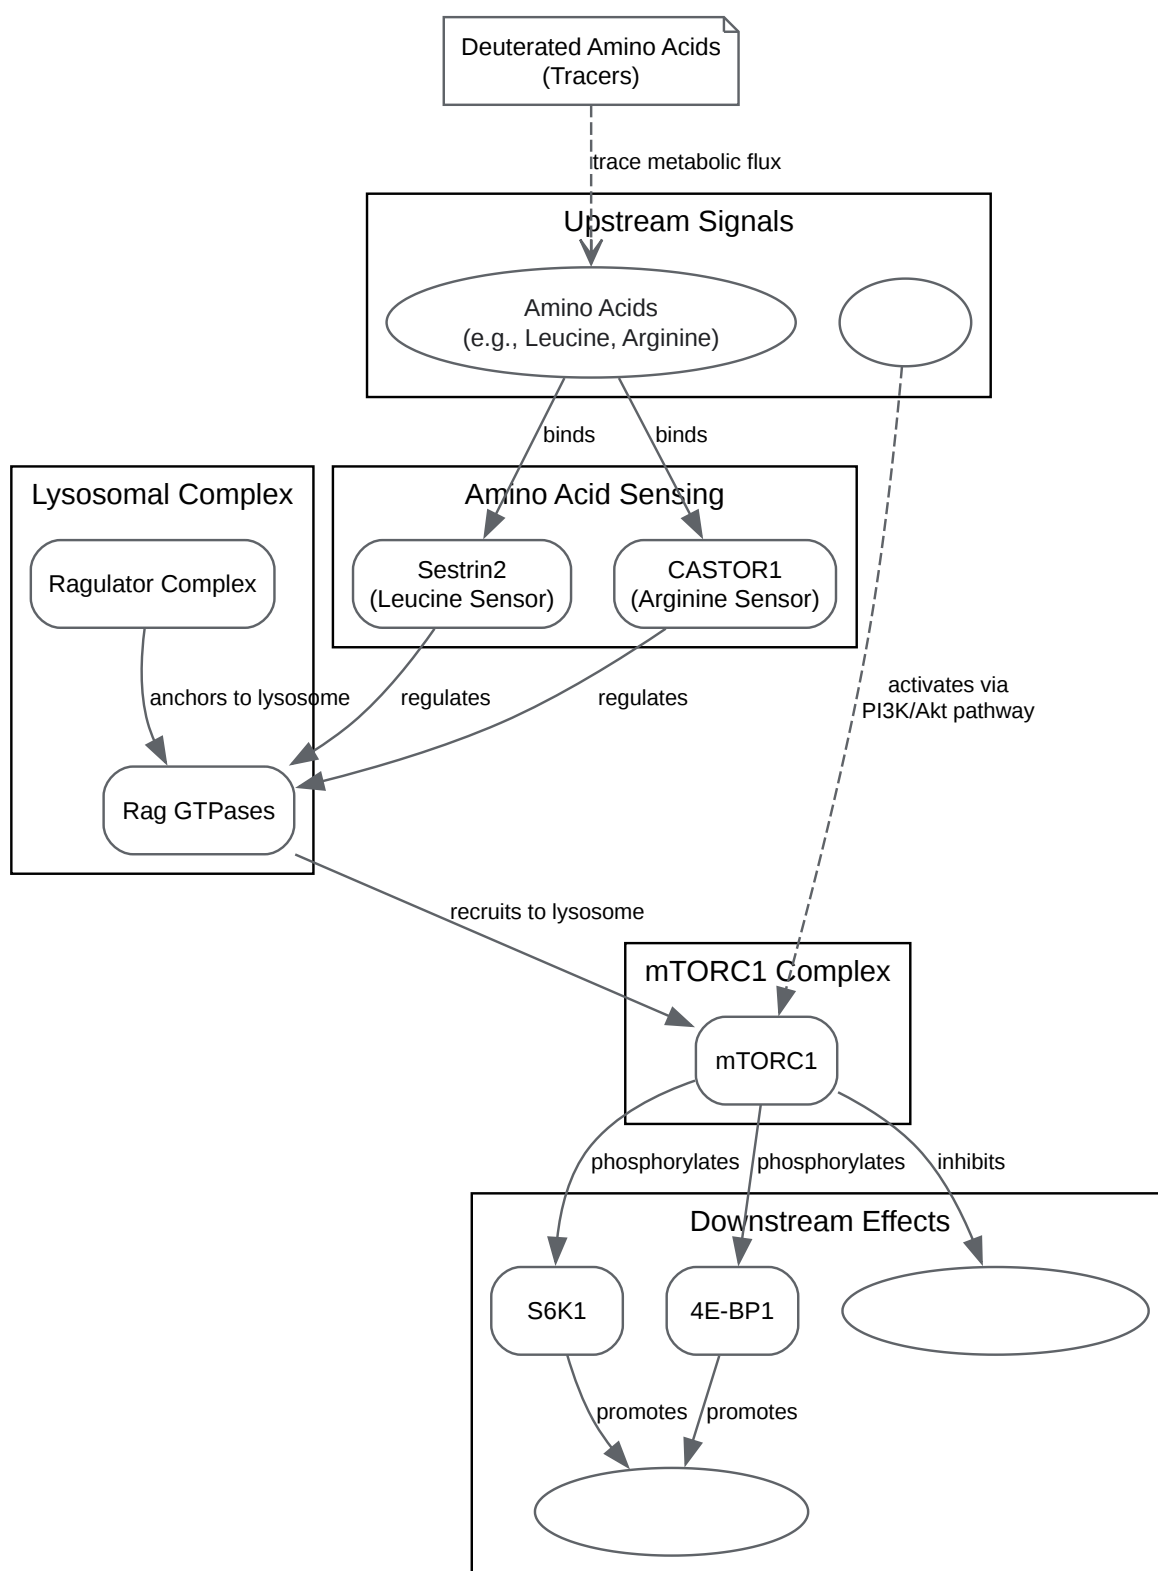 Deuterated Amino Acids
(Tracers)
trace metabolic flux
Upstream Signals
Amino Acids
(e.g., Leucine, Arginine)
binds
binds
Lysosomal Complex
Amino Acid Sensing
Ragulator Complex
Sestrin2
(Leucine Sensor)
CASTOR1
(Arginine Sensor)
anchors to lysosome
regulates
regulates
activates via
PI3K/Akt pathway
Rag GTPases
recruits to lysosome
mTORC1 Complex
mTORC1
phosphorylates
phosphorylates
inhibits
Downstream Effects
S6K1
4E-BP1
promotes
promotes